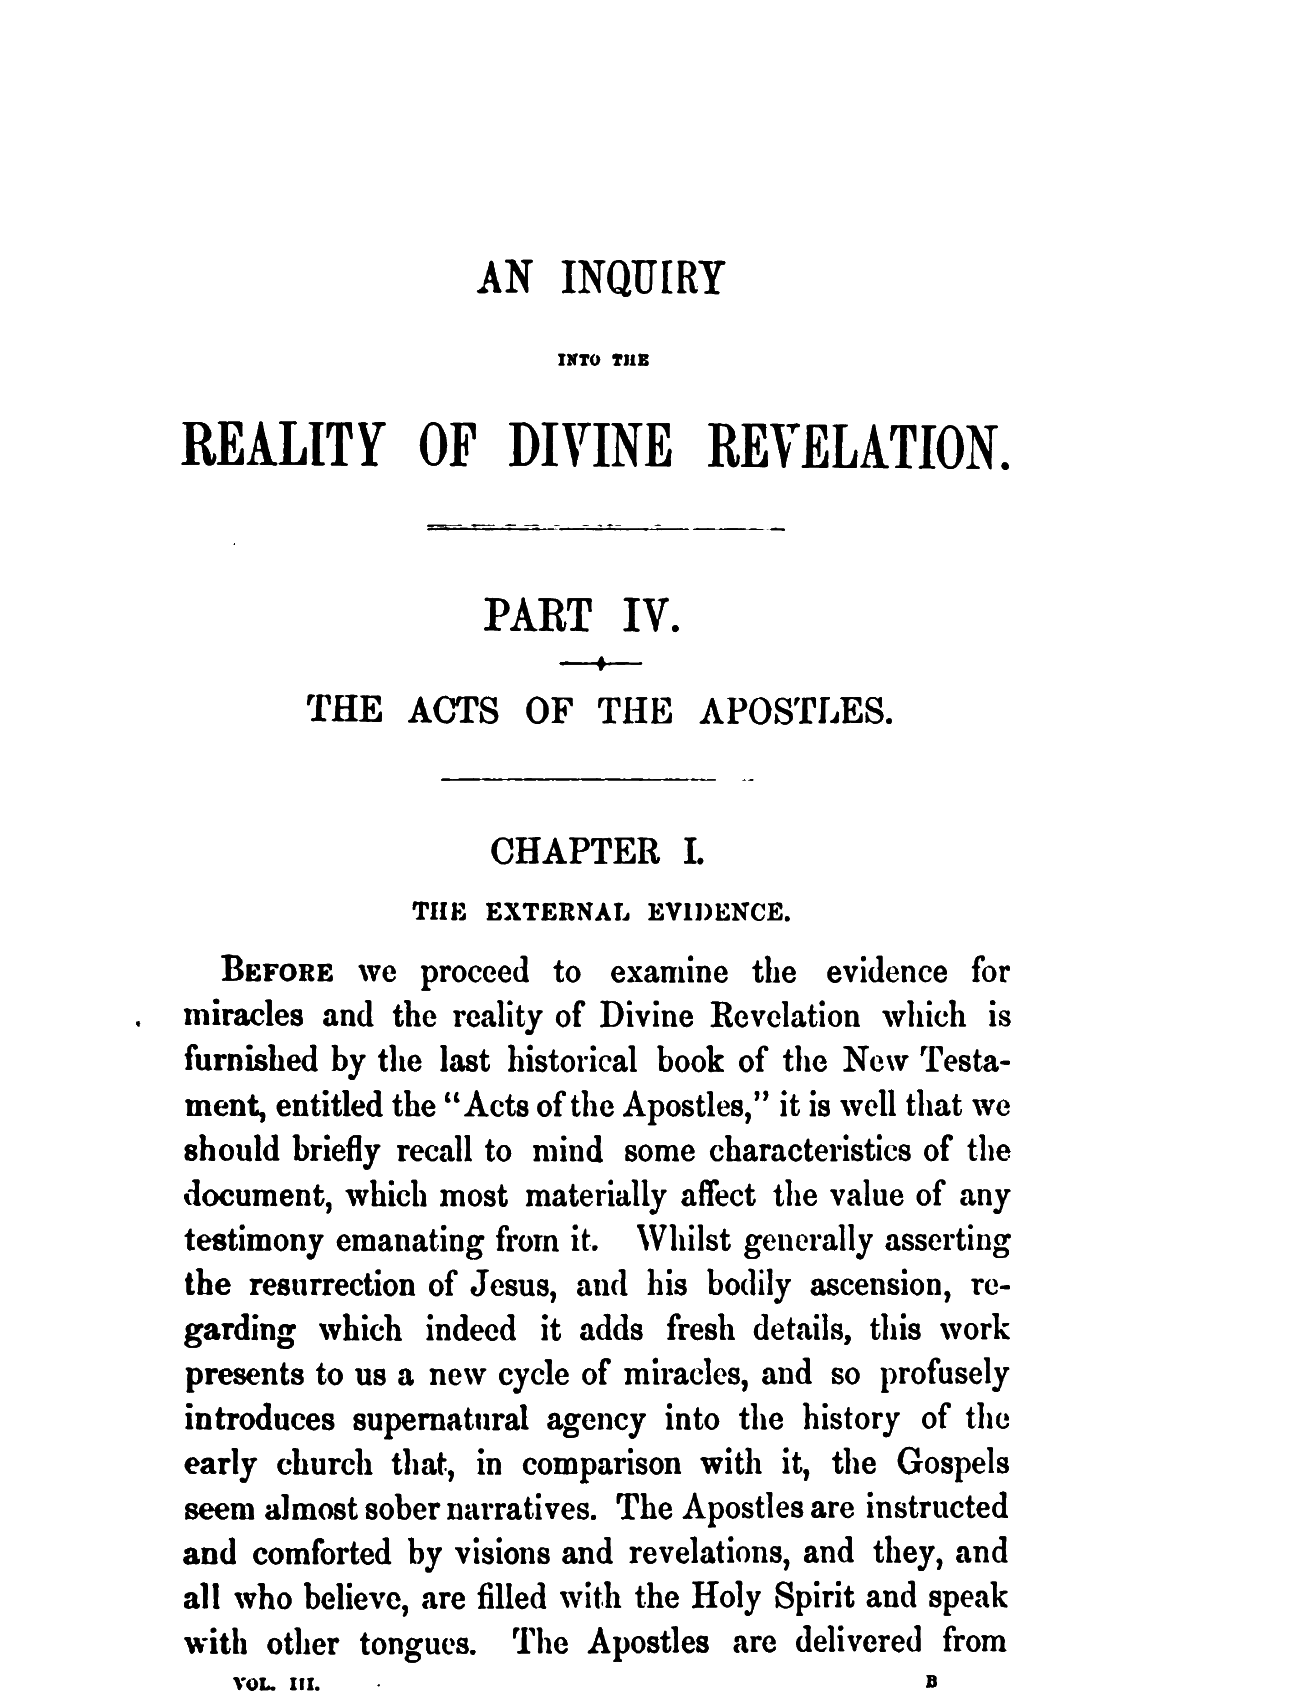 AN INQUIRY
INTO THE
REALITY OF DIVINE REVELATION.
PART IV.
THE ACTS OF THE APOSTLES.
CHAPTER I.
THE EXTERNAL EVIDENCE.
BEFORE we proceed to examine the evidence for
miracles and the reality of Divine Revelation which is
furnished by the last historical book of the New Testa-
ment, entitled the "Acts of the Apostles," it is well that we
should briefly recall to mind some characteristics of the
document, which most materially affect the value of any
testimony emanating from it. Whilst generally asserting
the resurrection of Jesus, and his bodily ascension, re-
garding which indeed it adds fresh details, this work
presents to us a new cycle of miracles, and so profusely
introduces supernatural agency into the history of the
early church that, in comparison with it, the Gospels
seem almost sober narratives. The Apostles are instructed
and comforted by visions and revelations, and they, and
all who believe, are filled with the Holy Spirit and speak
with other tongues. The Apostles are delivered from
VOL. III. B